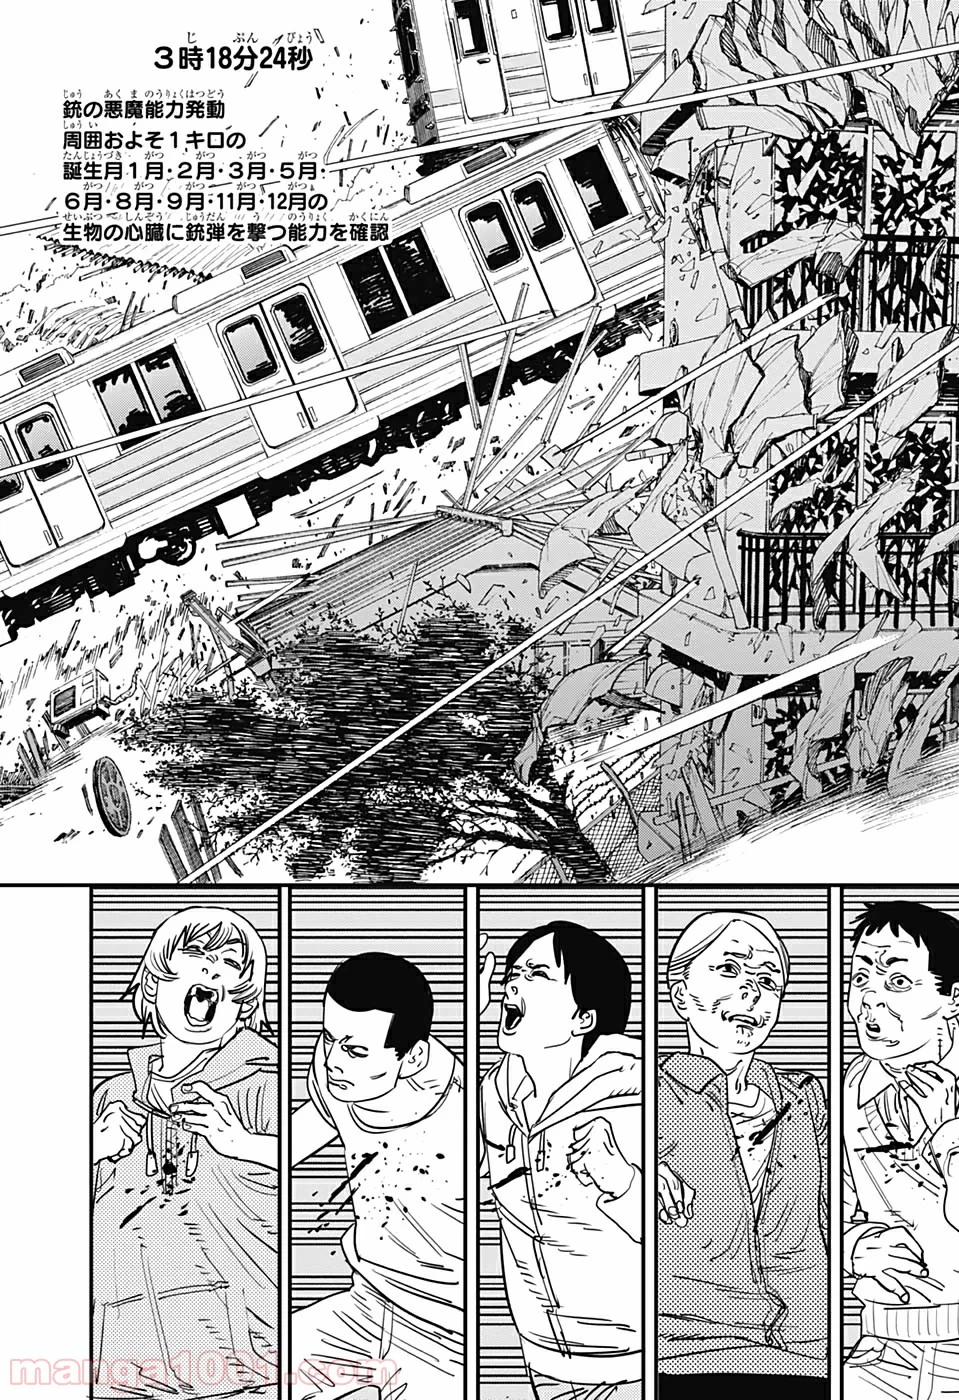 3時18分24秒
銃の悪魔能力発動
周囲およそ1キロの
誕生月1月·2月·3月·5月·
6月·8月·9月·11月·12月の
生物の心臓に銃弾を撃つ能力を確認
manga1001.com